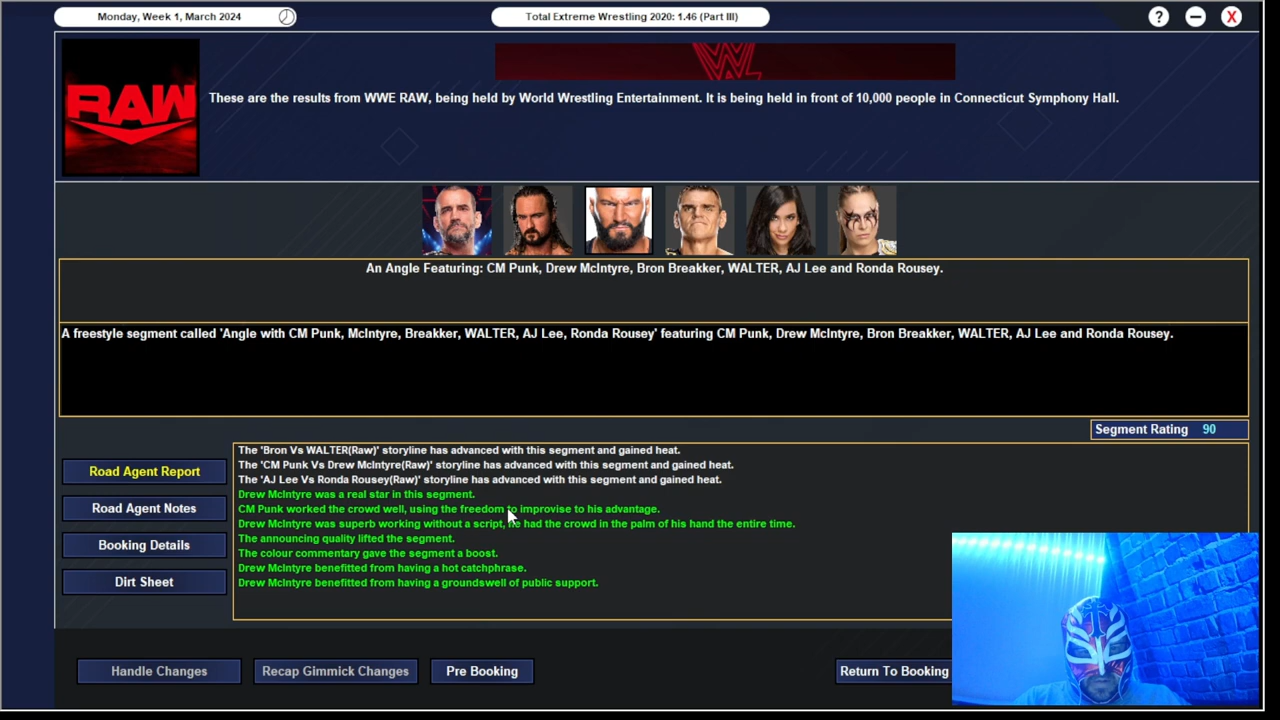 Monday, Week 1, March 2024
Total Extreme Wrestling 2020: 1.46 (Part III)
?
X
RAW
W
These are the results from WWE RAW, being held by World Wrestling Entertainment. It is being held in front of 10,000 people in Connecticut Symphony Hall.
An Angle Featuring: CM Punk, Drew McIntyre, Bron Breakker, WALTER, AJ Lee and Ronda Rousey.
A freestyle segment called 'Angle with CM Punk, McIntyre, Breakker, WALTER, AJ Lee, Ronda Rousey' featuring CM Punk, Drew McIntyre, Bron Breakker, WALTER, AJ Lee and Ronda Rousey.
Segment Rating 90
Road Agent Report
Road Agent Notes
Booking Details
Dirt Sheet
The 'Bron Vs WALTER(Raw)' storyline has advanced with this segment and gained heat.
The 'CM Punk Vs Drew McIntyre(Raw)' storyline has advanced with this segment and gained heat.
The 'AJ Lee Vs Ronda Rousey(Raw)' storyline has advanced with this segment and gained heat.
Drew McIntyre was a real star in this segment.
CM Punk worked the crowd well, using the freedom to improvise to his advantage.
Drew McIntyre was superb working without a script, he had the crowd in the palm of his hand the entire time.
The announcing quality lifted the segment.
The colour commentary gave the segment a boost.
Drew McIntyre benefitted from having a hot catchphrase.
Drew McIntyre benefitted from having a groundswell of public support.
Handle Changes
Recap Gimmick Changes
Pre Booking
Return To Booking